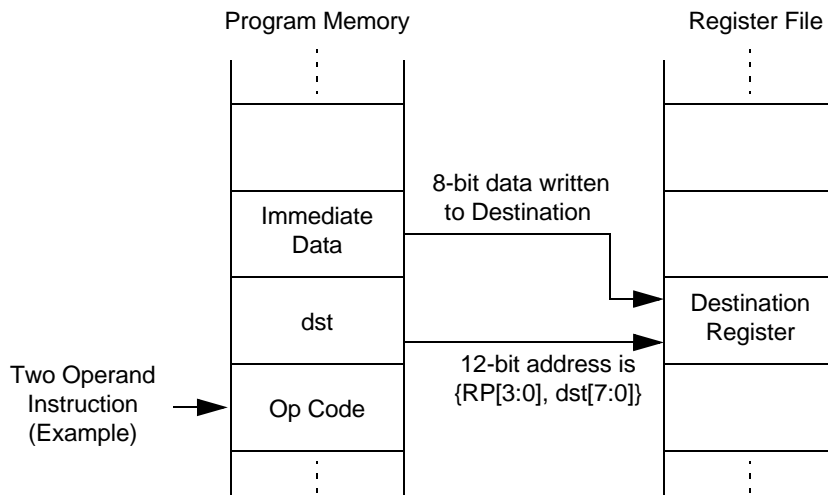 Program Memory
Register File
8-bit data written
to Destination
Immediate
Data
dst
Destination
Register
12-bit address is
{RP[3:0], dst[7:0]}
Two Operand
Instruction
(Example)
Op Code